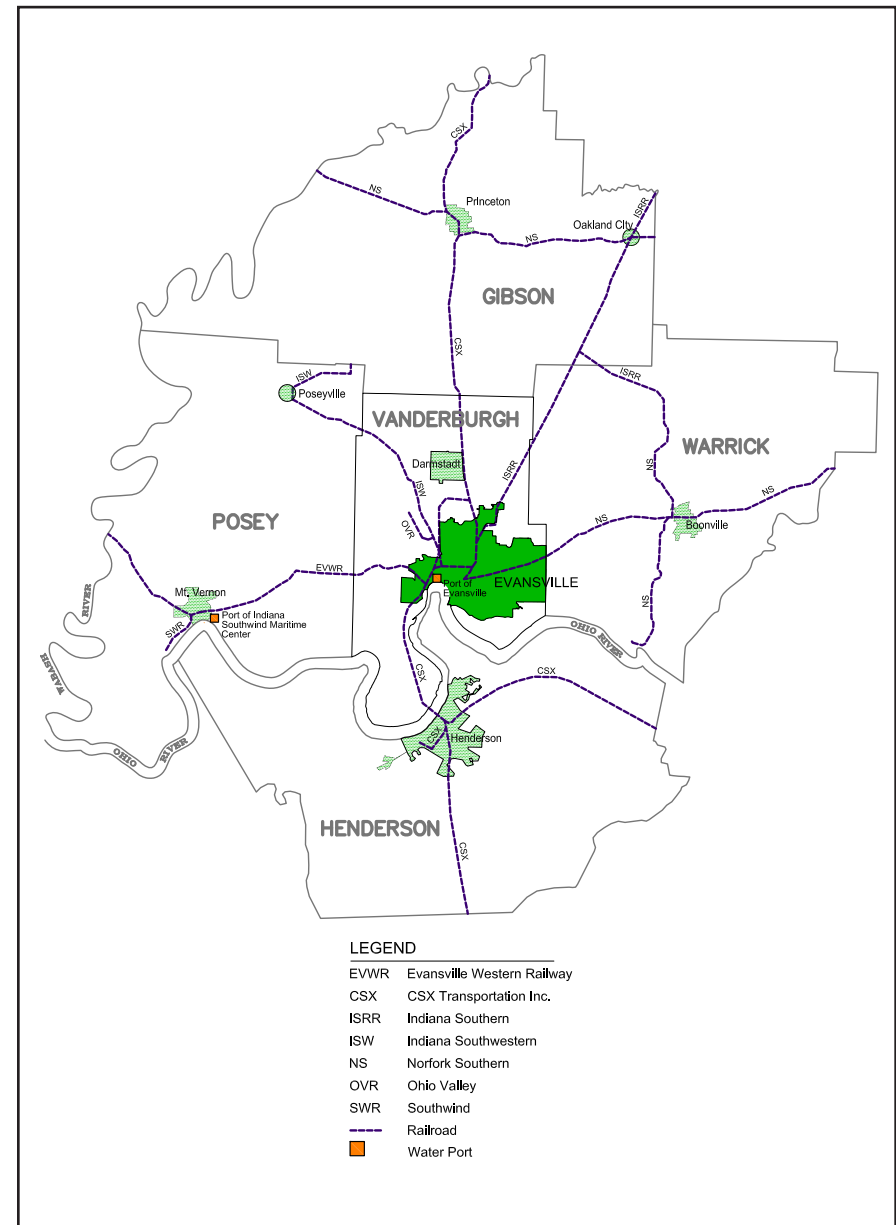 CSX
NS
Princeton
ISRR
Oakland City
NS
GIBSON
CSX
ISW
ISRR
Poseyville
VANDERBURGH
WARRICK
Darmstadt
ISRR
NS
ISW
NS
POSEY
OVR
NS
Boonville
EVWR
Port of
Evansville
EVANSVILLE
Mt. Vernon
Port of Indiana
Southwind Maritime
Center
SWR
WABASH RIVER
OHIO RIVER
NS
CSX
CSX
OHIO RIVER
CSX
Henderson
HENDERSON
CSX
LEGEND
EVWR Evansville Western Railway
CSX CSX Transportation Inc.
ISRR Indiana Southern
ISW Indiana Southwestern
NS Norfork Southern
OVR Ohio Valley
SWR Southwind
Railroad
Water Port